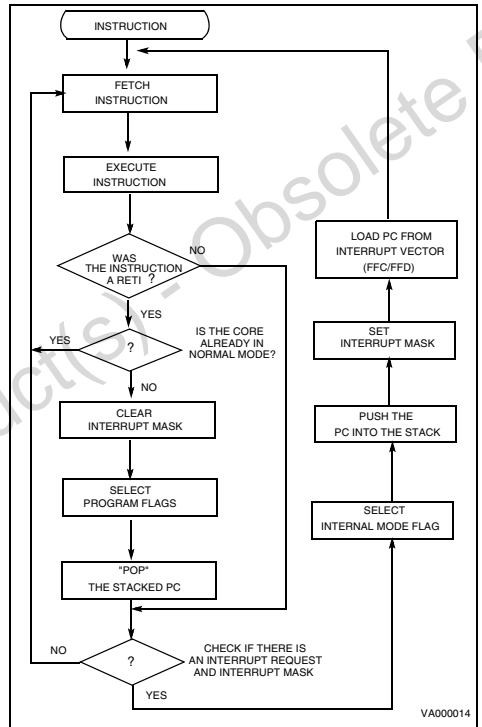 INSTRUCTION
FETCH
INSTRUCTION
EXECUTE
INSTRUCTION
WAS
THE INSTRUCTION
A RETI ?
NO
YES
?
IS THE CORE
ALREADY IN
NORMAL MODE?
YES
NO
CLEAR
INTERRUPT MASK
SELECT
PROGRAM FLAGS
"POP"
THE STACKED PC
?
NO
CHECK IF THERE IS
AN INTERRUPT REQUEST
AND INTERRUPT MASK
YES
SELECT
INTERNAL MODE FLAG
PUSH THE
PC INTO THE STACK
SET
INTERRUPT MASK
LOAD PC FROM
INTERRUPT VECTOR
(FFC/FFD)
VA000014
duct(s) - Obsolete